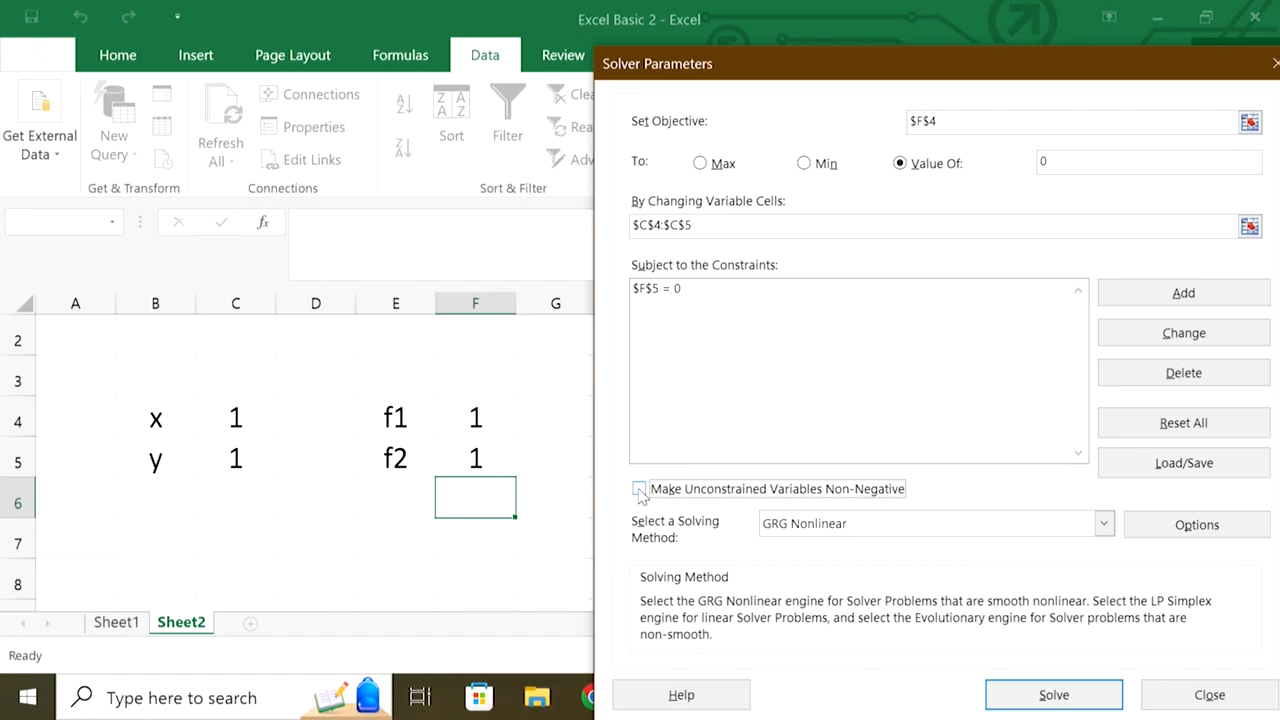 Excel Basic 2 - Excel
Home Insert Page Layout Formulas Data Review
Get External Data
New Query
Get & Transform
Refresh All
Connections
Properties
Edit Links
Connections
Sort
Filter
Clea
Rea
Adv
Sort & Filter
fx
A B C D E F G
2
3
4 x 1 f1 1
5 y 1 f2 1
6
7
8
Sheet1 Sheet2
Ready
Type here to search
Solver Parameters
Set Objective: $F$4
To: Max Min Value Of: 0
By Changing Variable Cells:
$C$4:$C$5
Subject to the Constraints:
$F$5 = 0
Add
Change
Delete
Reset All
Load/Save
Make Unconstrained Variables Non-Negative
Select a Solving Method: GRG Nonlinear Options
Solving Method
Select the GRG Nonlinear engine for Solver Problems that are smooth nonlinear. Select the LP Simplex
engine for linear Solver Problems, and select the Evolutionary engine for Solver problems that are
non-smooth.
Help Solve Close